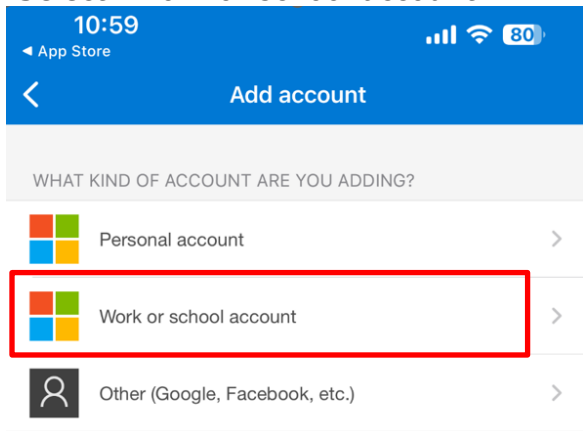 10:59
80
◀ App Store
Add account
WHAT KIND OF ACCOUNT ARE YOU ADDING?
Personal account
Work or school account
Other (Google, Facebook, etc.)